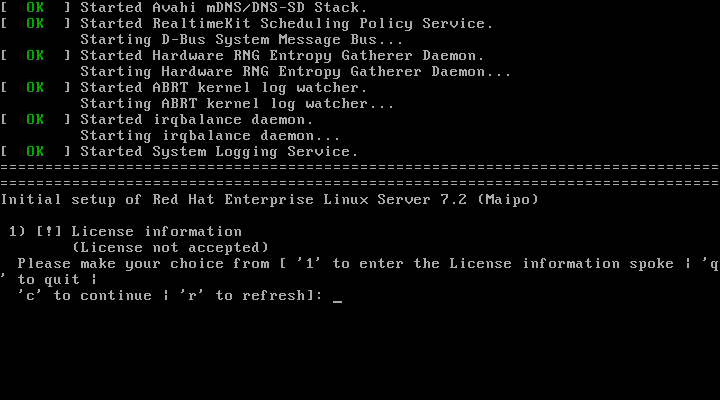 [  OK  ] Started Avahi mDNS/DNS-SD Stack.
[  OK  ] Started RealtimeKit Scheduling Policy Service.
         Starting D-Bus System Message Bus...
[  OK  ] Started Hardware RNG Entropy Gatherer Daemon.
         Starting Hardware RNG Entropy Gatherer Daemon...
[  OK  ] Started ABRT kernel log watcher.
         Starting ABRT kernel log watcher...
[  OK  ] Started irqbalance daemon.
         Starting irqbalance daemon...
[  OK  ] Started System Logging Service.
================================================================================
================================================================================
Initial setup of Red Hat Enterprise Linux Server 7.2 (Maipo)
 1) [!] License information
        (License not accepted)
  Please make your choice from [ '1' to enter the License information spoke | 'q
' to quit |
  'c' to continue | 'r' to refresh]: _